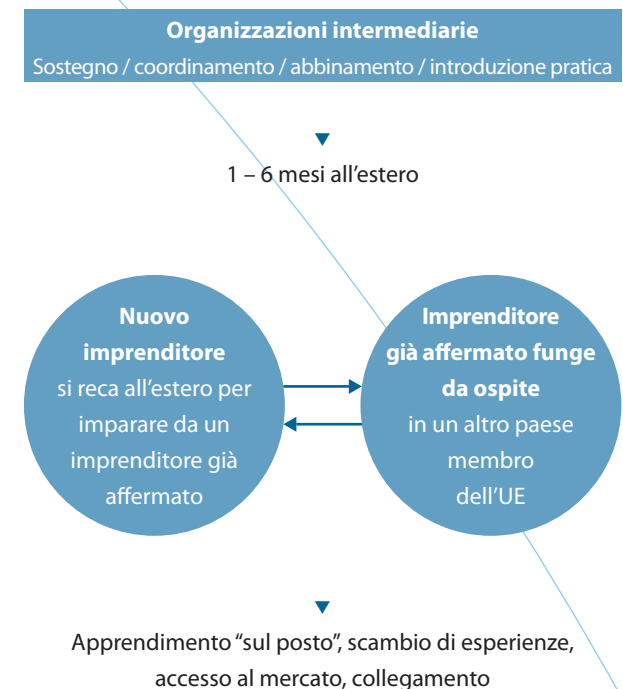 Organizzazioni intermediarie
Sostegno / coordinamento / abbinamento / introduzione pratica
1 – 6 mesi all'estero
Nuovo
imprenditore
si reca all'estero per
imparare da un
imprenditore già
affermato
Imprenditore
già affermato funge
da ospite
in un altro paese
membro
dell'UE
Apprendimento “sul posto”, scambio di esperienze,
accesso al mercato, collegamento